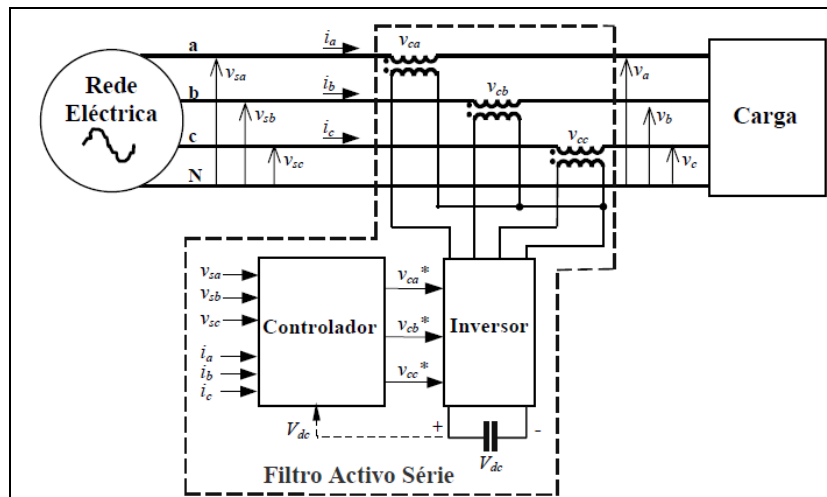 a
i_a
v_ca
Rede
Eléctrica
v_sa
b
i_b
v_cb
v_a
Carga
v_sb
c
i_c
v_cc
v_b
v_sc
v_c
N
v_sa
v_sb
v_sc
i_a
i_b
i_c
Controlador
v_ca*
v_cb*
v_cc*
Inversor
V_dc
+
-
V_dc
Filtro Activo Série